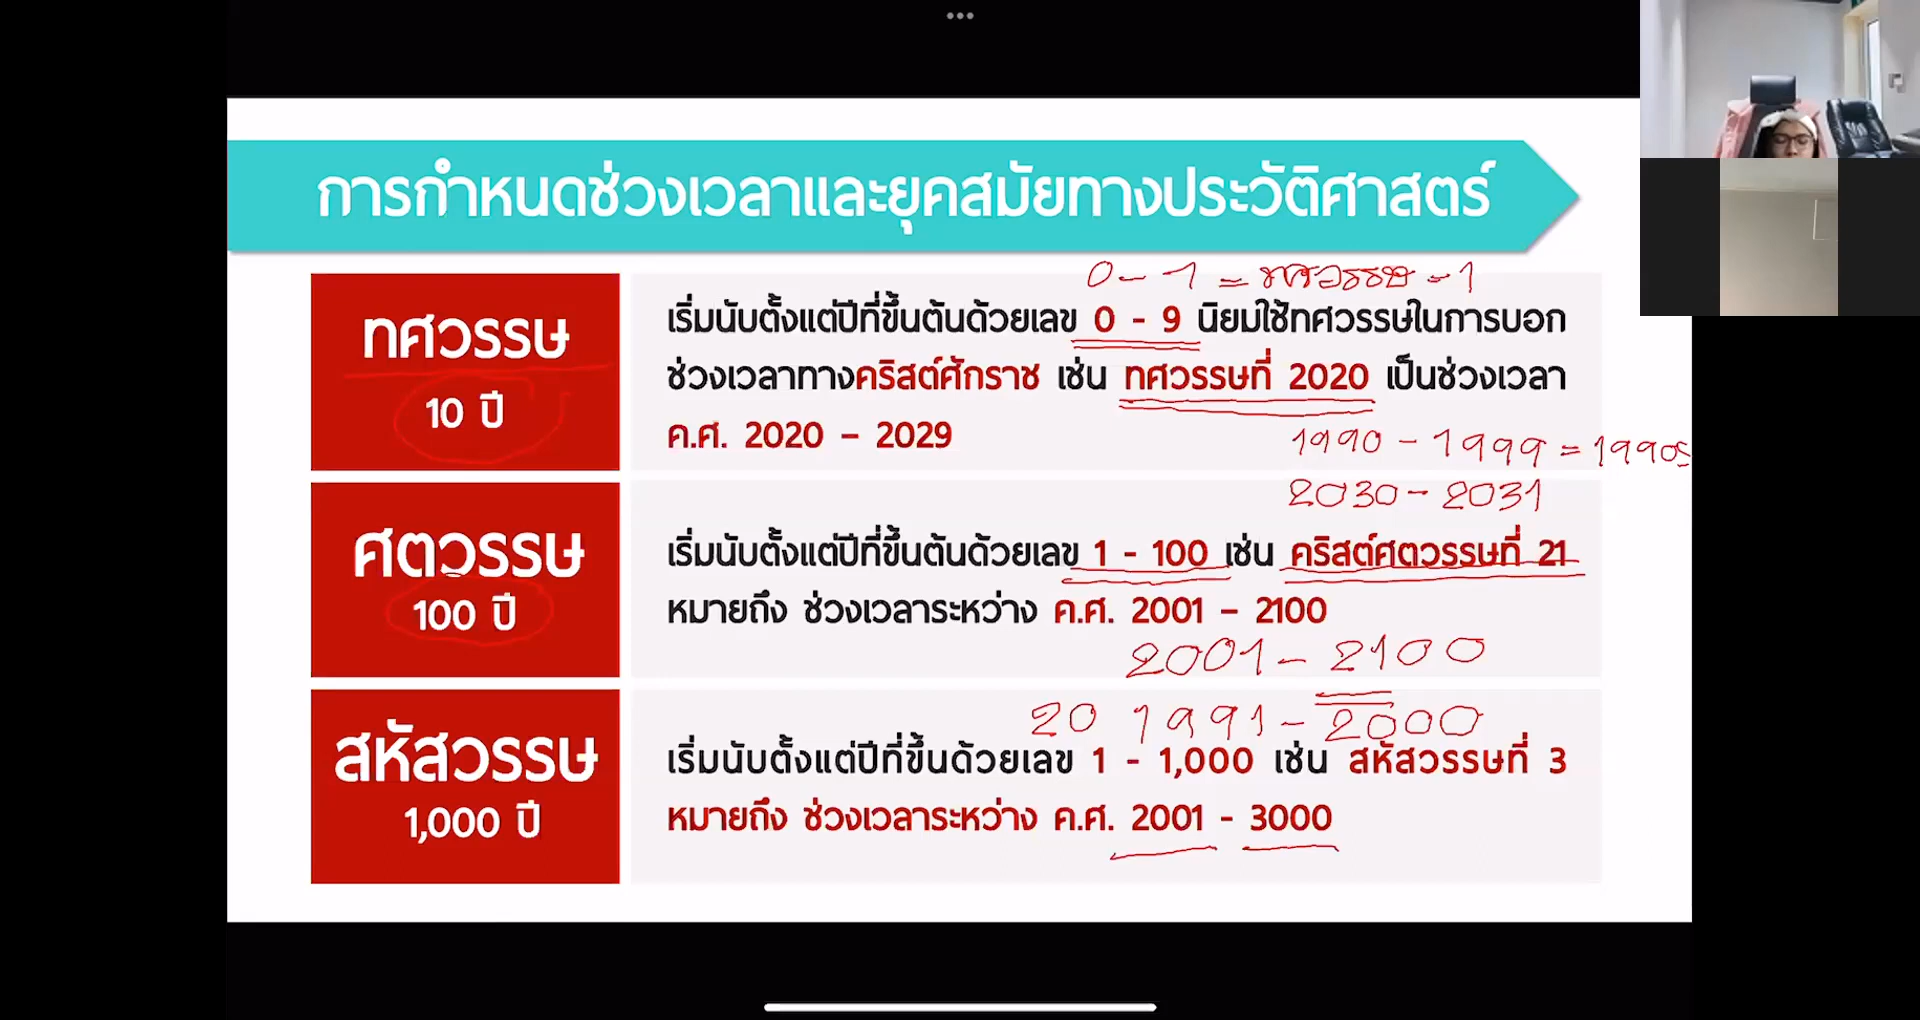 การกำหนดช่วงเวลาและยุคสมัยทางประวัติศาสตร์
0 - 1 = ทศวรรษ - 1
ทศวรรษ
10 ปี
เริ่มนับตั้งแต่ปีที่ขึ้นต้นด้วยเลข 0 - 9 นิยมใช้ทศวรรษในการบอก
ช่วงเวลาทางคริสต์ศักราช เช่น ทศวรรษที่ 2020 เป็นช่วงเวลา
ค.ศ. 2020 – 2029
1990 - 1999 = 1990s
2030 - 2031
ศตวรรษ
100 ปี
เริ่มนับตั้งแต่ปีที่ขึ้นต้นด้วยเลข 1 - 100 เช่น คริสต์ศตวรรษที่ 21
หมายถึง ช่วงเวลาระหว่าง ค.ศ. 2001 – 2100
2001 - 2100
20 1991 - 2000
สหัสวรรษ
1,000 ปี
เริ่มนับตั้งแต่ปีที่ขึ้นด้วยเลข 1 - 1,000 เช่น สหัสวรรษที่ 3
หมายถึง ช่วงเวลาระหว่าง ค.ศ. 2001 - 3000